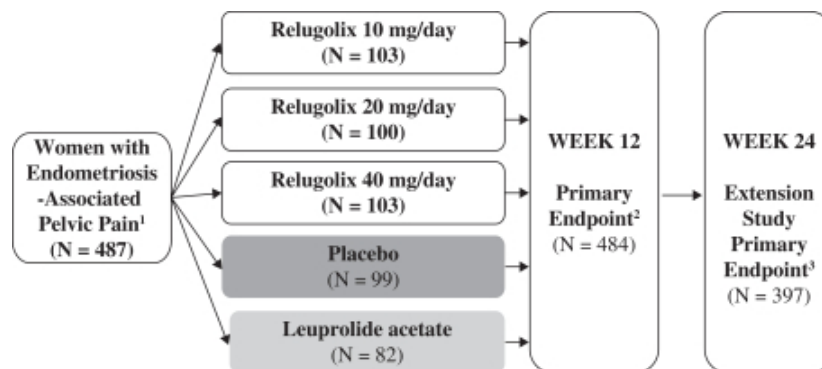 Women with
Endometriosis
-Associated
Pelvic Pain¹
(N = 487)
Relugolix 10 mg/day
(N = 103)
Relugolix 20 mg/day
(N = 100)
Relugolix 40 mg/day
(N = 103)
Placebo
(N = 99)
Leuprolide acetate
(N = 82)
WEEK 12
Primary
Endpoint²
(N = 484)
WEEK 24
Extension
Study
Primary
Endpoint³
(N = 397)